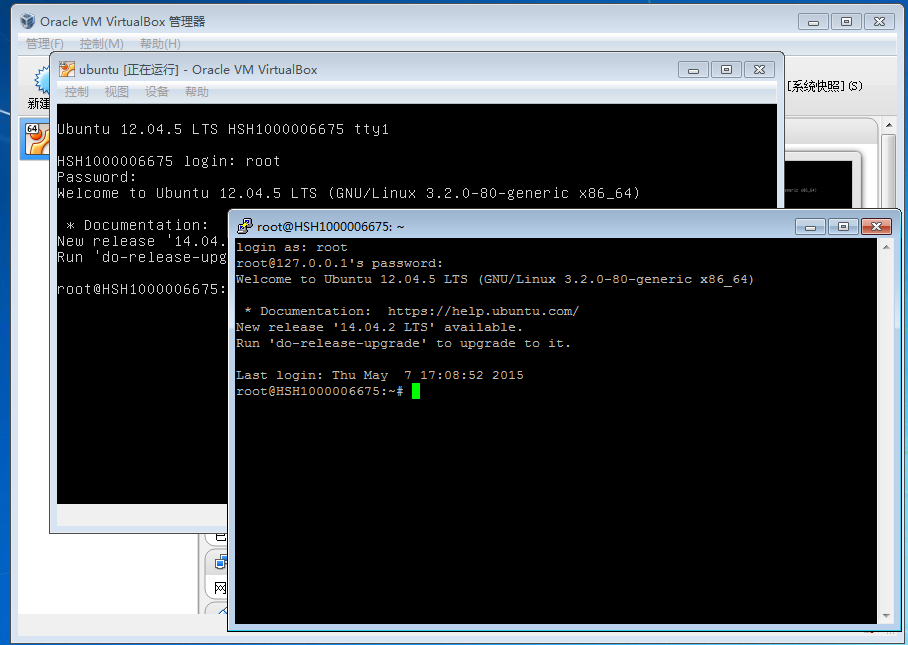 Oracle VM VirtualBox 管理器
管理(F) 控制(M) 帮助(H)
新建
[系统快照] (S)
64
ubuntu [正在运行] - Oracle VM VirtualBox
控制 视图 设备 帮助
Ubuntu 12.04.5 LTS HSH1000006675 tty1
HSH1000006675 login: root
Password:
Welcome to Ubuntu 12.04.5 LTS (GNU/Linux 3.2.0-80-generic x86_64)
* Documentation:
New release '14.04.
Run 'do-release-upg
root@HSH1000006675:
root@HSH1000006675: ~
login as: root
root@127.0.0.1's password:
Welcome to Ubuntu 12.04.5 LTS (GNU/Linux 3.2.0-80-generic x86_64)
* Documentation:  https://help.ubuntu.com/
New release '14.04.2 LTS' available.
Run 'do-release-upgrade' to upgrade to it.
Last login: Thu May  7 17:08:52 2015
root@HSH1000006675:~#
网